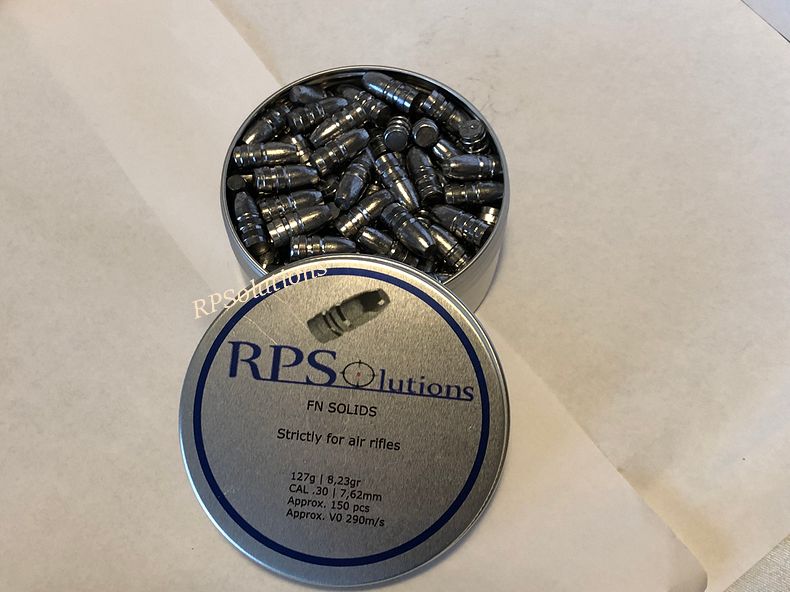 RPSolutions
RPSolutions
FN SOLIDS
Strictly for air rifles
127g | 8,23gr
CAL .30 | 7,62mm
Approx. 150 pcs
Approx. V0 290m/s